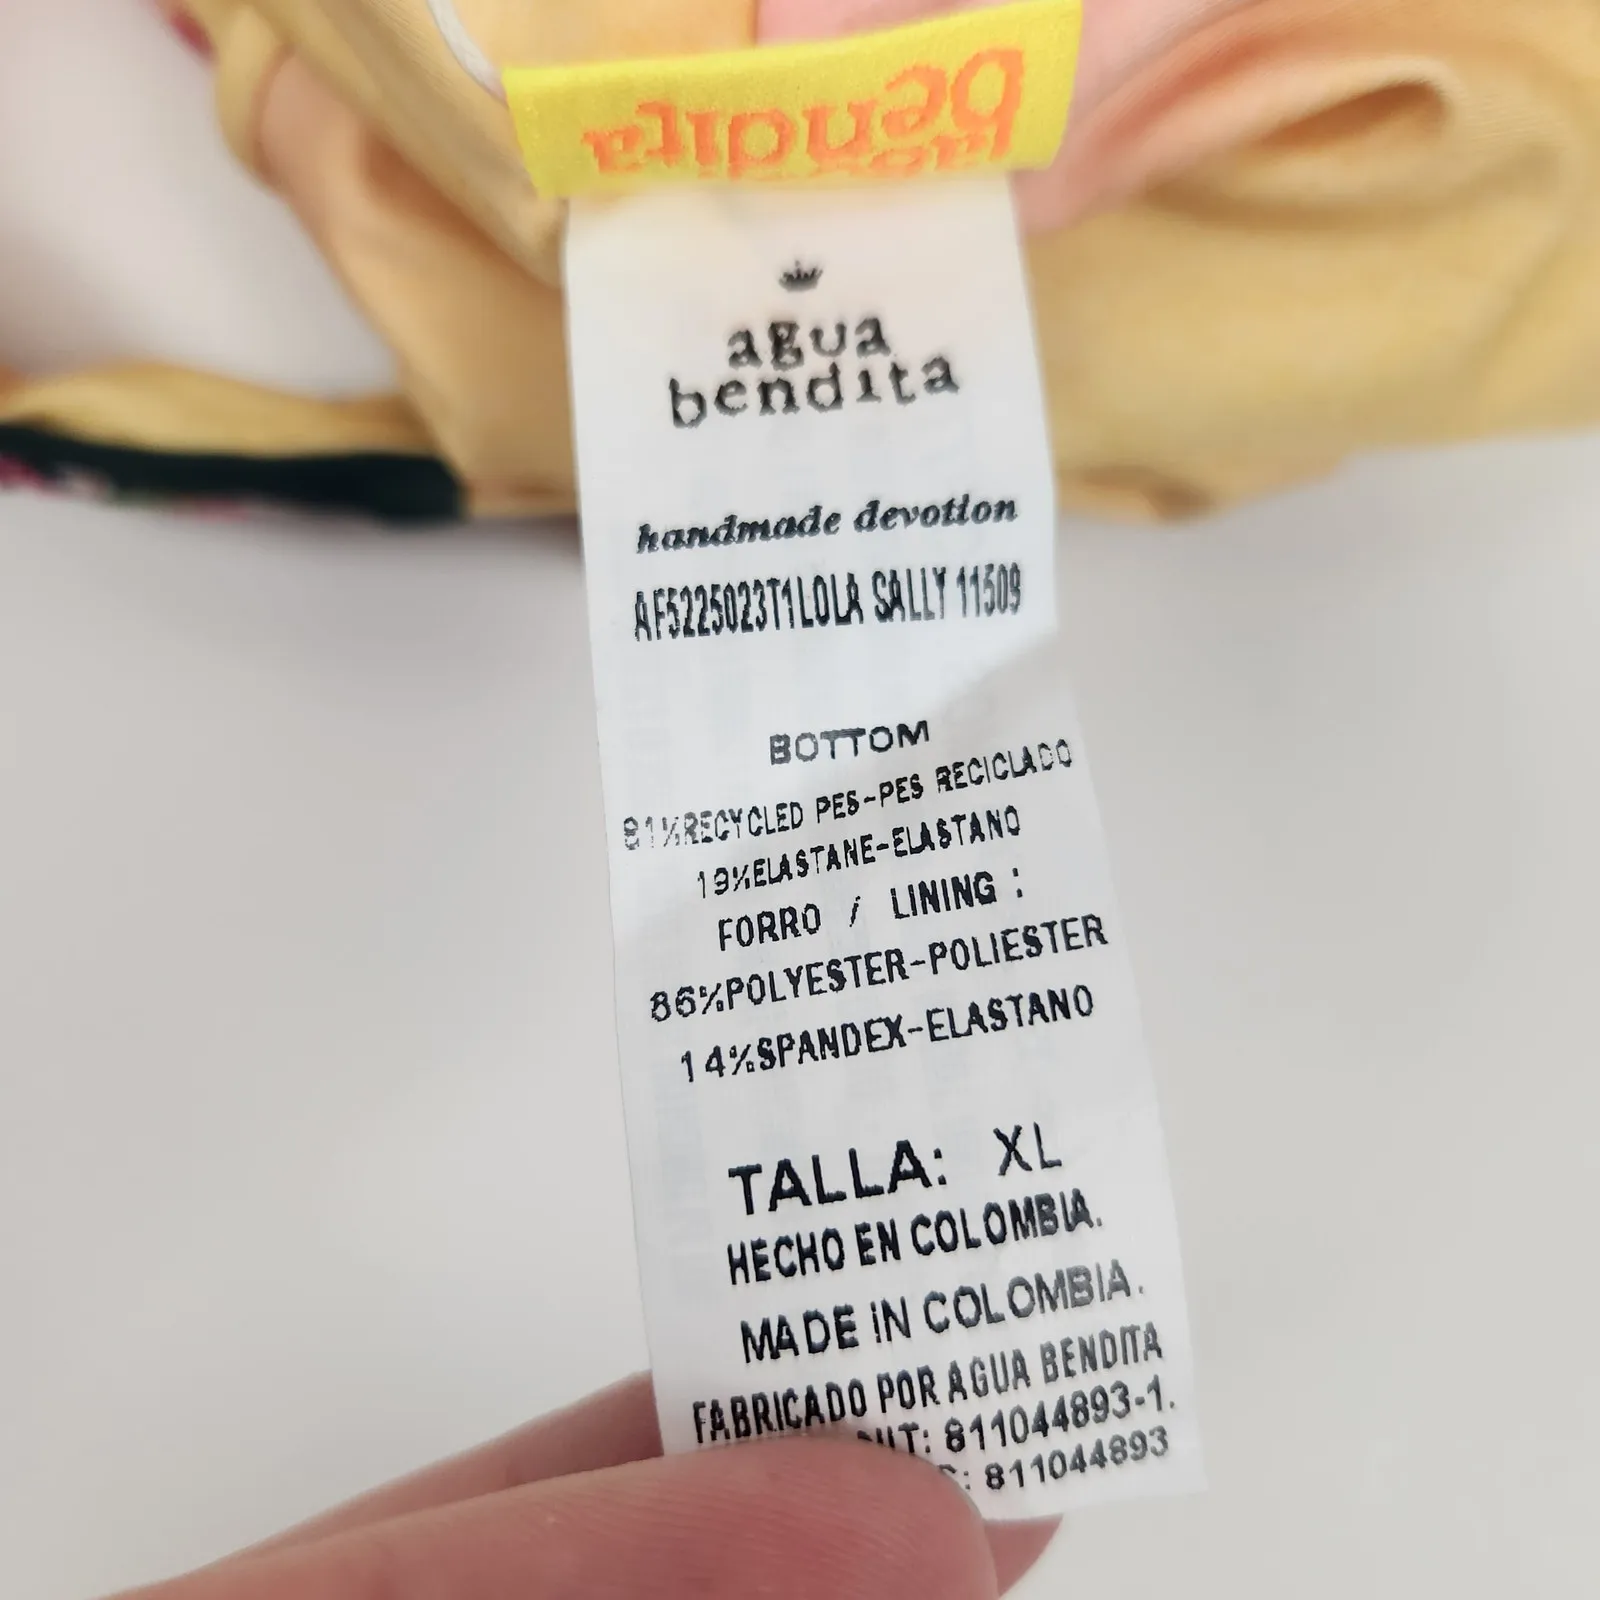 bendita
agua
bendita
handmade devotion
AF5225023T1LOLA SALLY 11509
BOTTOM
81%RECYCLED PES-PES RECICLADO
19%ELASTANE-ELASTANO
FORRO / LINING :
86%POLYESTER-POLIESTER
14%SPANDEX-ELASTANO
TALLA: XL
HECHO EN COLOMBIA.
MADE IN COLOMBIA.
FABRICADO POR AGUA BENDITA
NIT: 811044893-1.
: 811044893